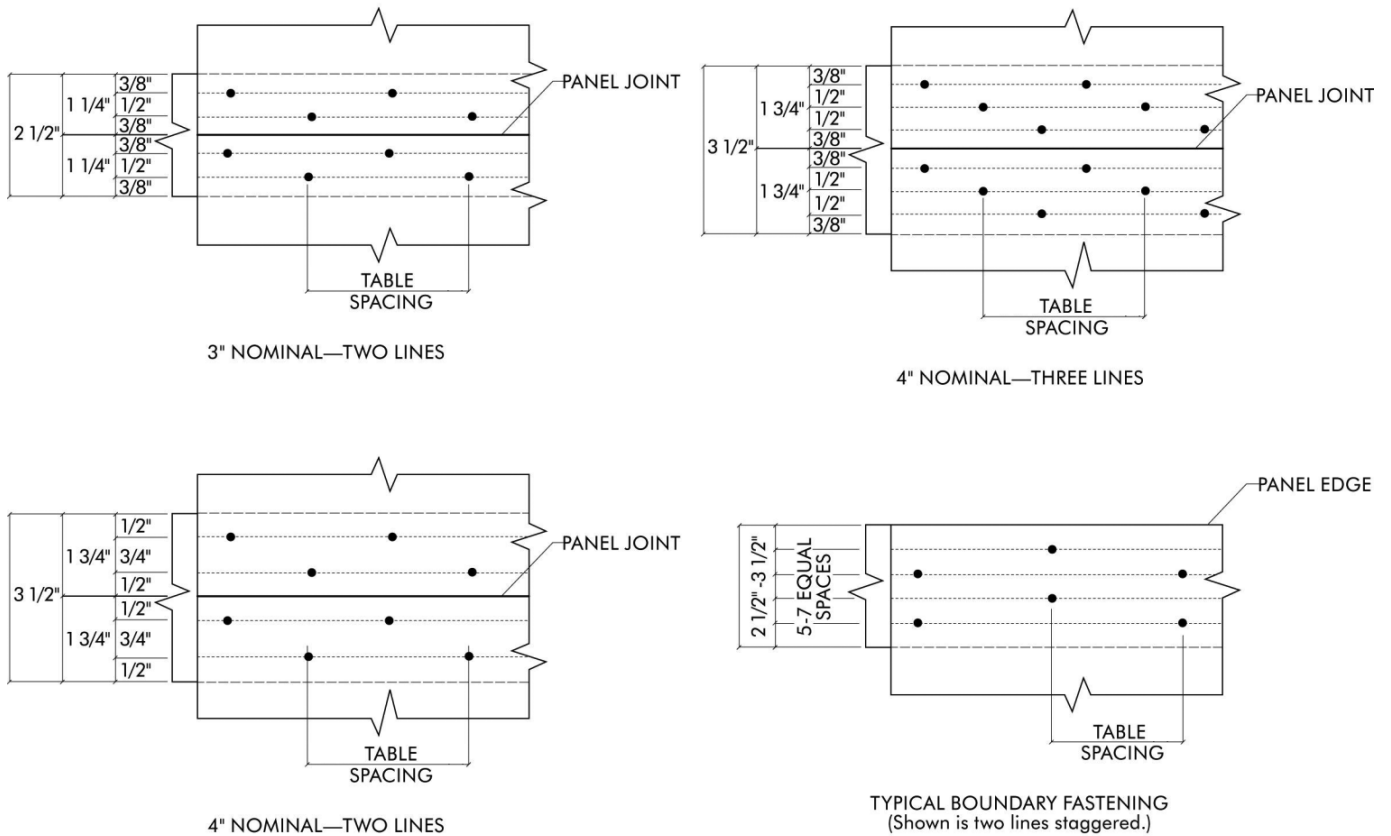 3/8"
1 1/4"
1/2"
3/8"
2 1/2"
3/8"
1 1/4"
1/2"
3/8"
PANEL JOINT
TABLE
SPACING
3" NOMINAL—TWO LINES
3/8"
1/2"
1 3/4"
1/2"
3/8"
3 1/2"
3/8"
1/2"
1 3/4"
1/2"
3/8"
PANEL JOINT
TABLE
SPACING
4" NOMINAL—THREE LINES
1/2"
1 3/4"
3/4"
1/2"
3 1/2"
1/2"
1 3/4"
3/4"
1/2"
PANEL JOINT
TABLE
SPACING
4" NOMINAL—TWO LINES
PANEL EDGE
2 1/2" -3 1/2"
5-7 EQUAL
SPACES
TABLE
SPACING
TYPICAL BOUNDARY FASTENING
(Shown is two lines staggered.)